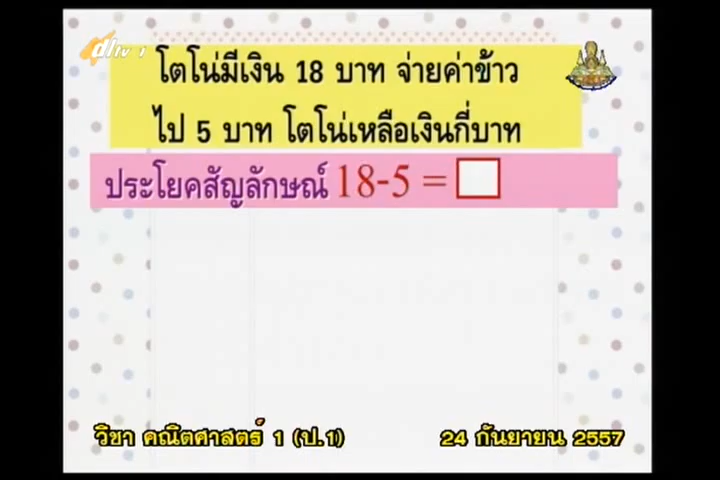 dltv 1
โตโน่มีเงิน 18 บาท จ่ายค่าข้าว
ไป 5 บาท โตโน่เหลือเงินกี่บาท
ประโยคสัญลักษณ์ 18-5 =
วิชา คณิตศาสตร์ 1 (ป.1)
24 กันยายน 2557